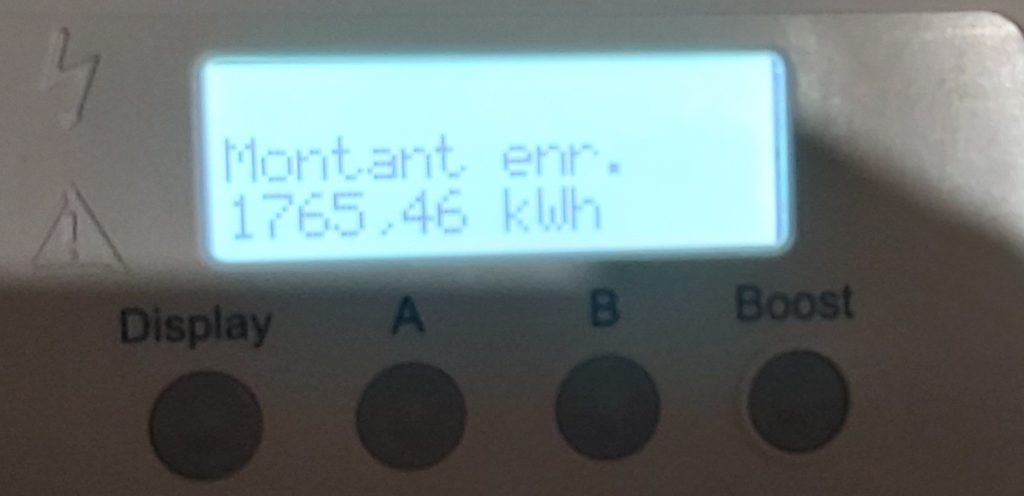 Montant enr.
1765,46 kWh
Display A B Boost